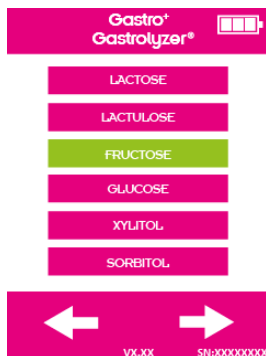 Gastro⁺
Gastrolyzer®
LACTOSE
LACTULOSE
FRUCTOSE
GLUCOSE
XYLITOL
SORBITOL
VX.XX SN:XXXXXXXX